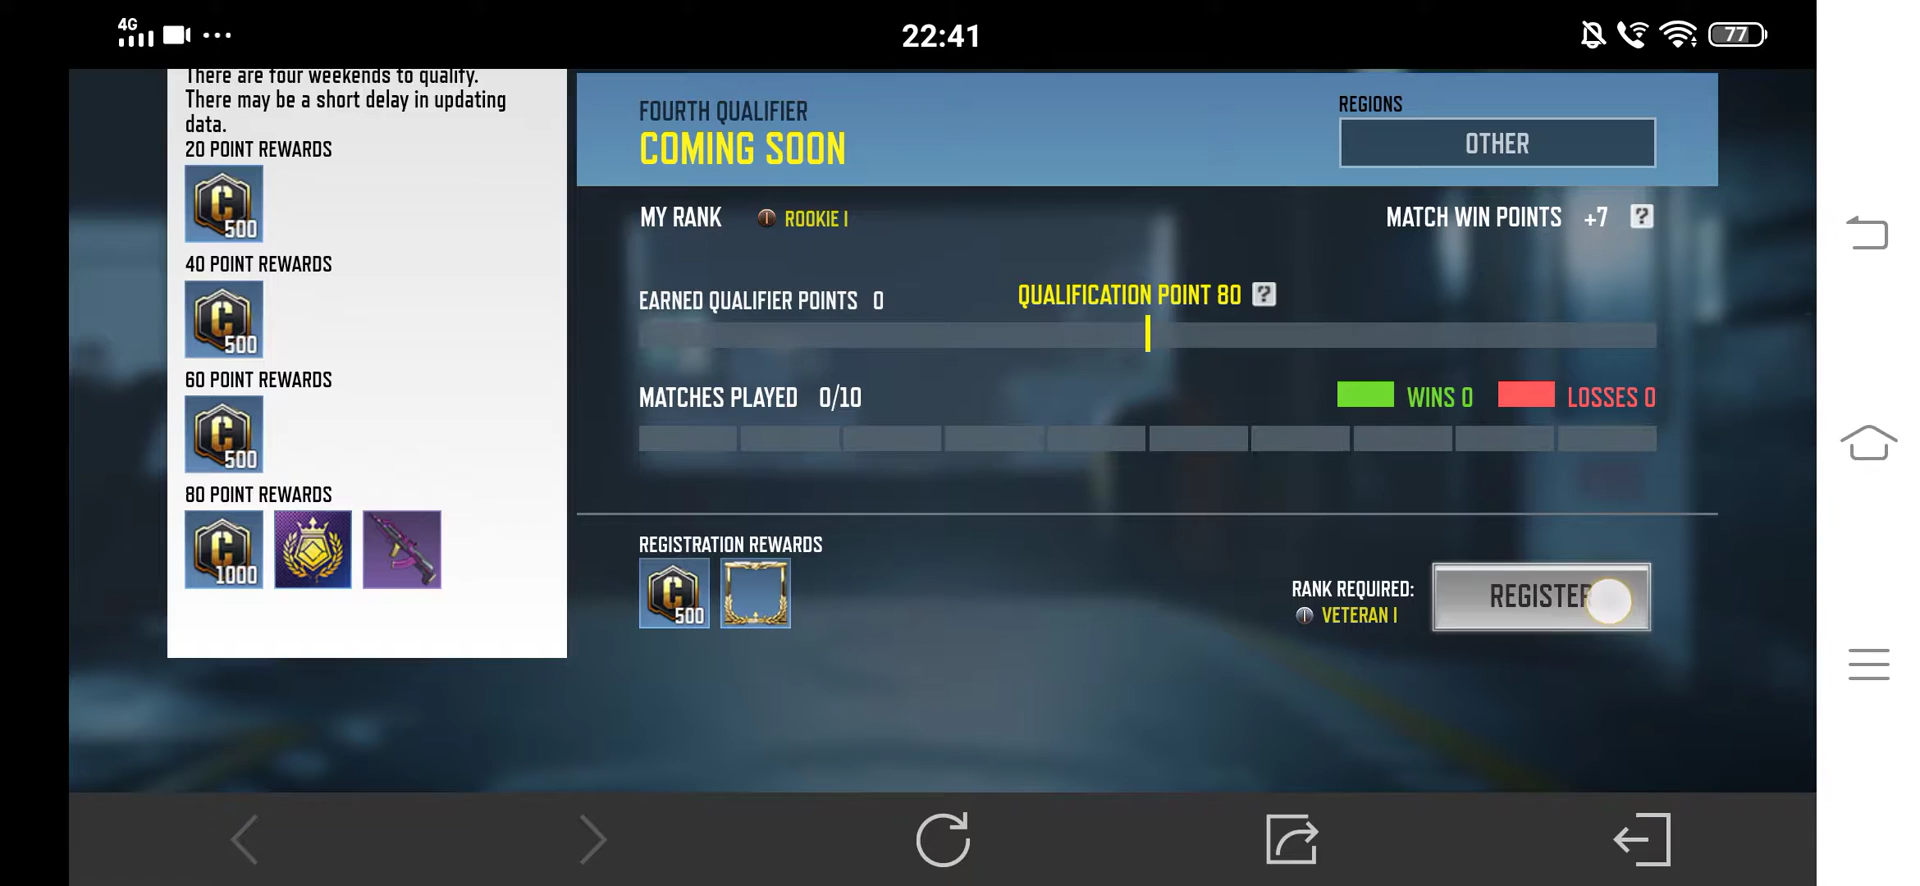 4G
22:41
77
There are four weekends to qualify.
There may be a short delay in updating
data.
20 POINT REWARDS
C
500
40 POINT REWARDS
C
500
60 POINT REWARDS
C
500
80 POINT REWARDS
C
1000
FOURTH QUALIFIER
COMING SOON
REGIONS
OTHER
MY RANK ROOKIE I
MATCH WIN POINTS +7 ?
EARNED QUALIFIER POINTS 0
QUALIFICATION POINT 80 ?
MATCHES PLAYED 0/10
WINS 0 LOSSES 0
REGISTRATION REWARDS
C
500
RANK REQUIRED:
VETERAN I
REGISTER